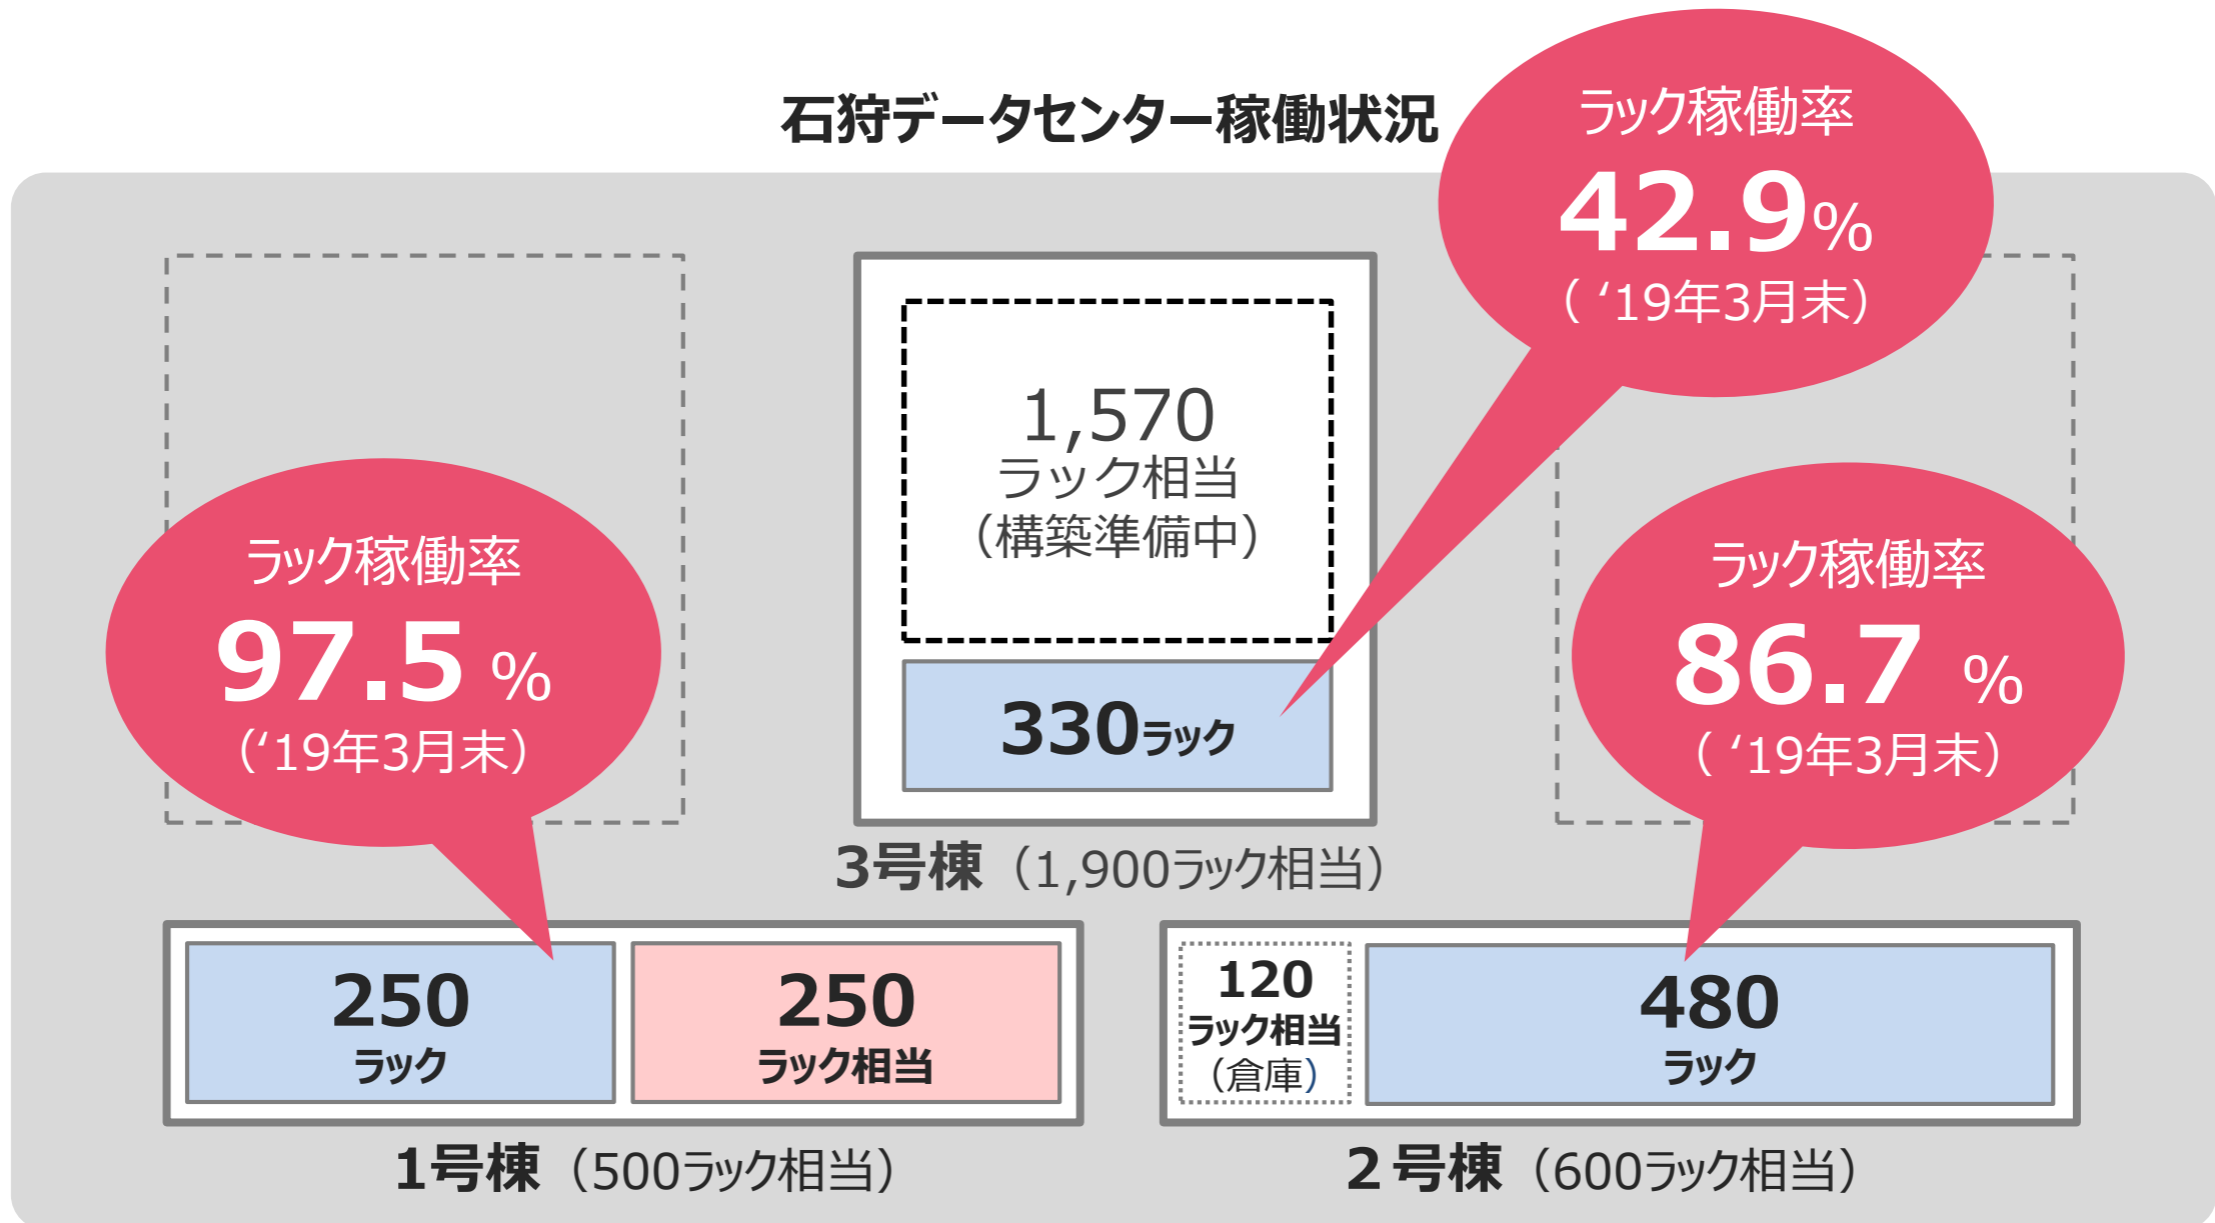 石狩データセンター稼働状況
ラック稼働率
42.9%
（ ‘19年3月末）
1,570
ラック相当
（構築準備中）
330ラック
3号棟（1,900ラック相当）
ラック稼働率
97.5 %
（‘19年3月末）
ラック稼働率
86.7 %
（ ‘19年3月末）
250
ラック
250
ラック相当
1号棟（500ラック相当）
120
ラック相当
（倉庫）
480
ラック
２号棟（600ラック相当）